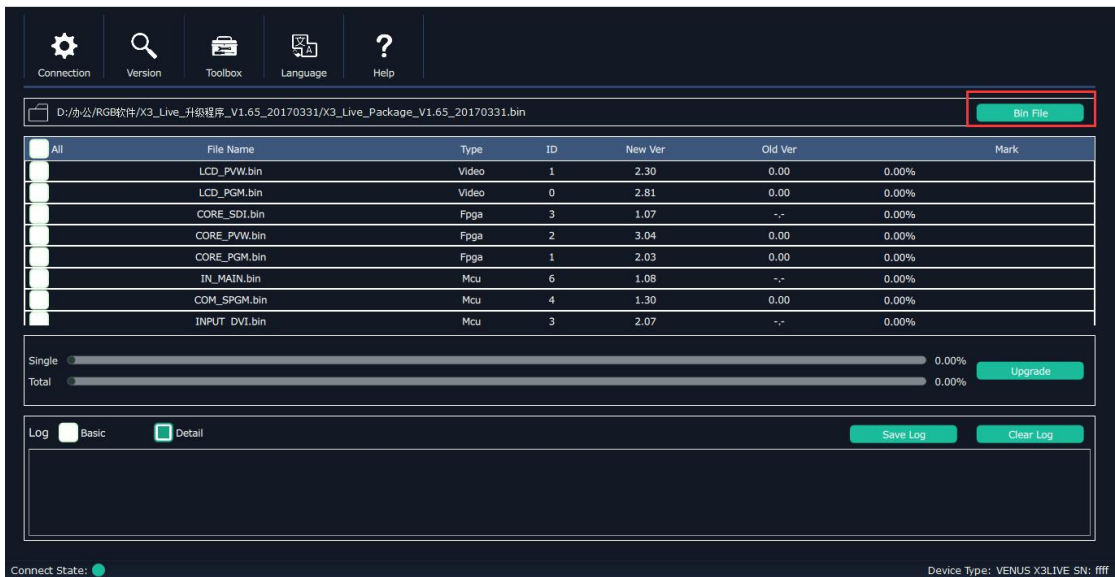 Connection Version Toolbox Language Help
D:/办公/RGB软件/X3_Live_升级程序_V1.65_20170331/X3_Live_Package_V1.65_20170331.bin Bin File
All File Name Type ID New Ver Old Ver Mark
LCD_PVW.bin Video 1 2.30 0.00 0.00%
LCD_PGM.bin Video 0 2.81 0.00 0.00%
CORE_SDI.bin Fpga 3 1.07 -.- 0.00%
CORE_PVW.bin Fpga 2 3.04 0.00 0.00%
CORE_PGM.bin Fpga 1 2.03 0.00 0.00%
IN_MAIN.bin Mcu 6 1.08 -.- 0.00%
COM_SPGM.bin Mcu 4 1.30 0.00 0.00%
INPUT_DVI.bin Mcu 3 2.07 -.- 0.00%
Single 0.00%
Total 0.00%
Upgrade
Log Basic Detail Save Log Clear Log
Connect State: Device Type: VENUS X3LIVE SN: ffff